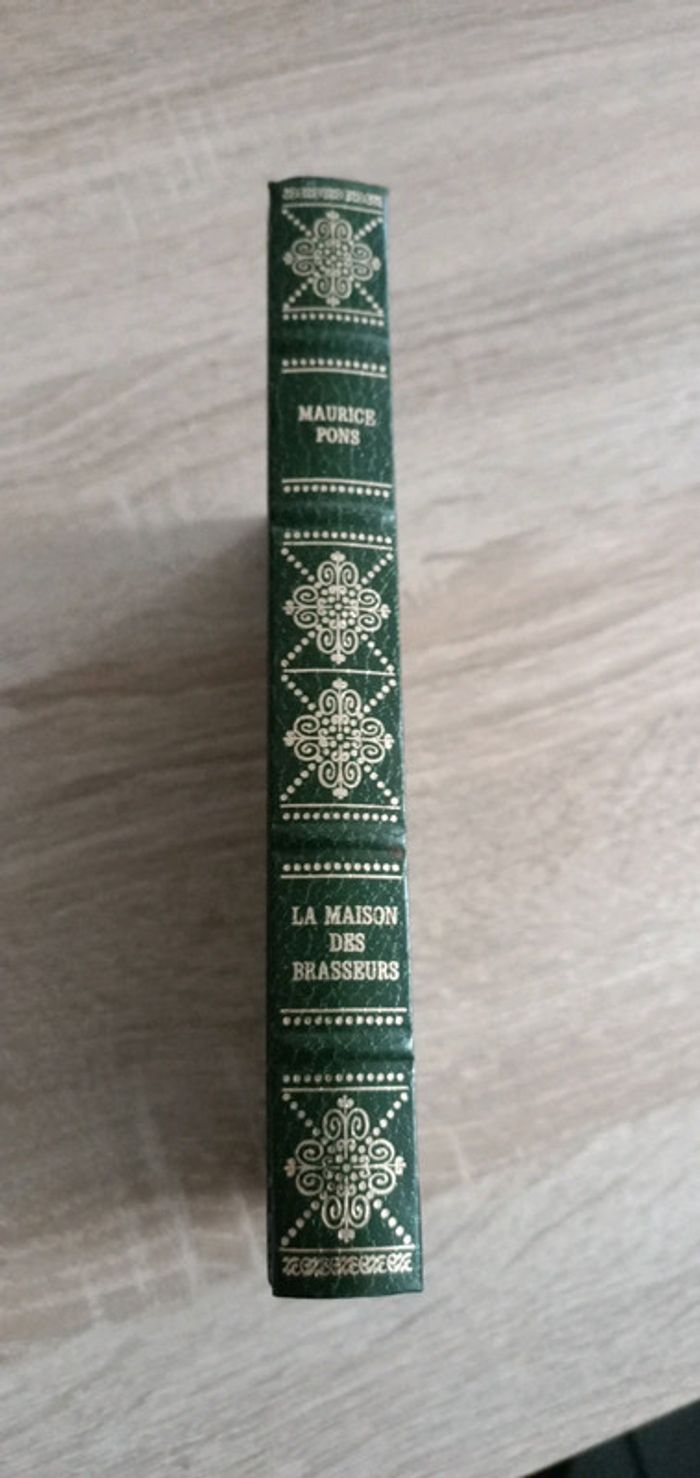 MAURICE
PONS
LA MAISON
DES
BRASSEURS